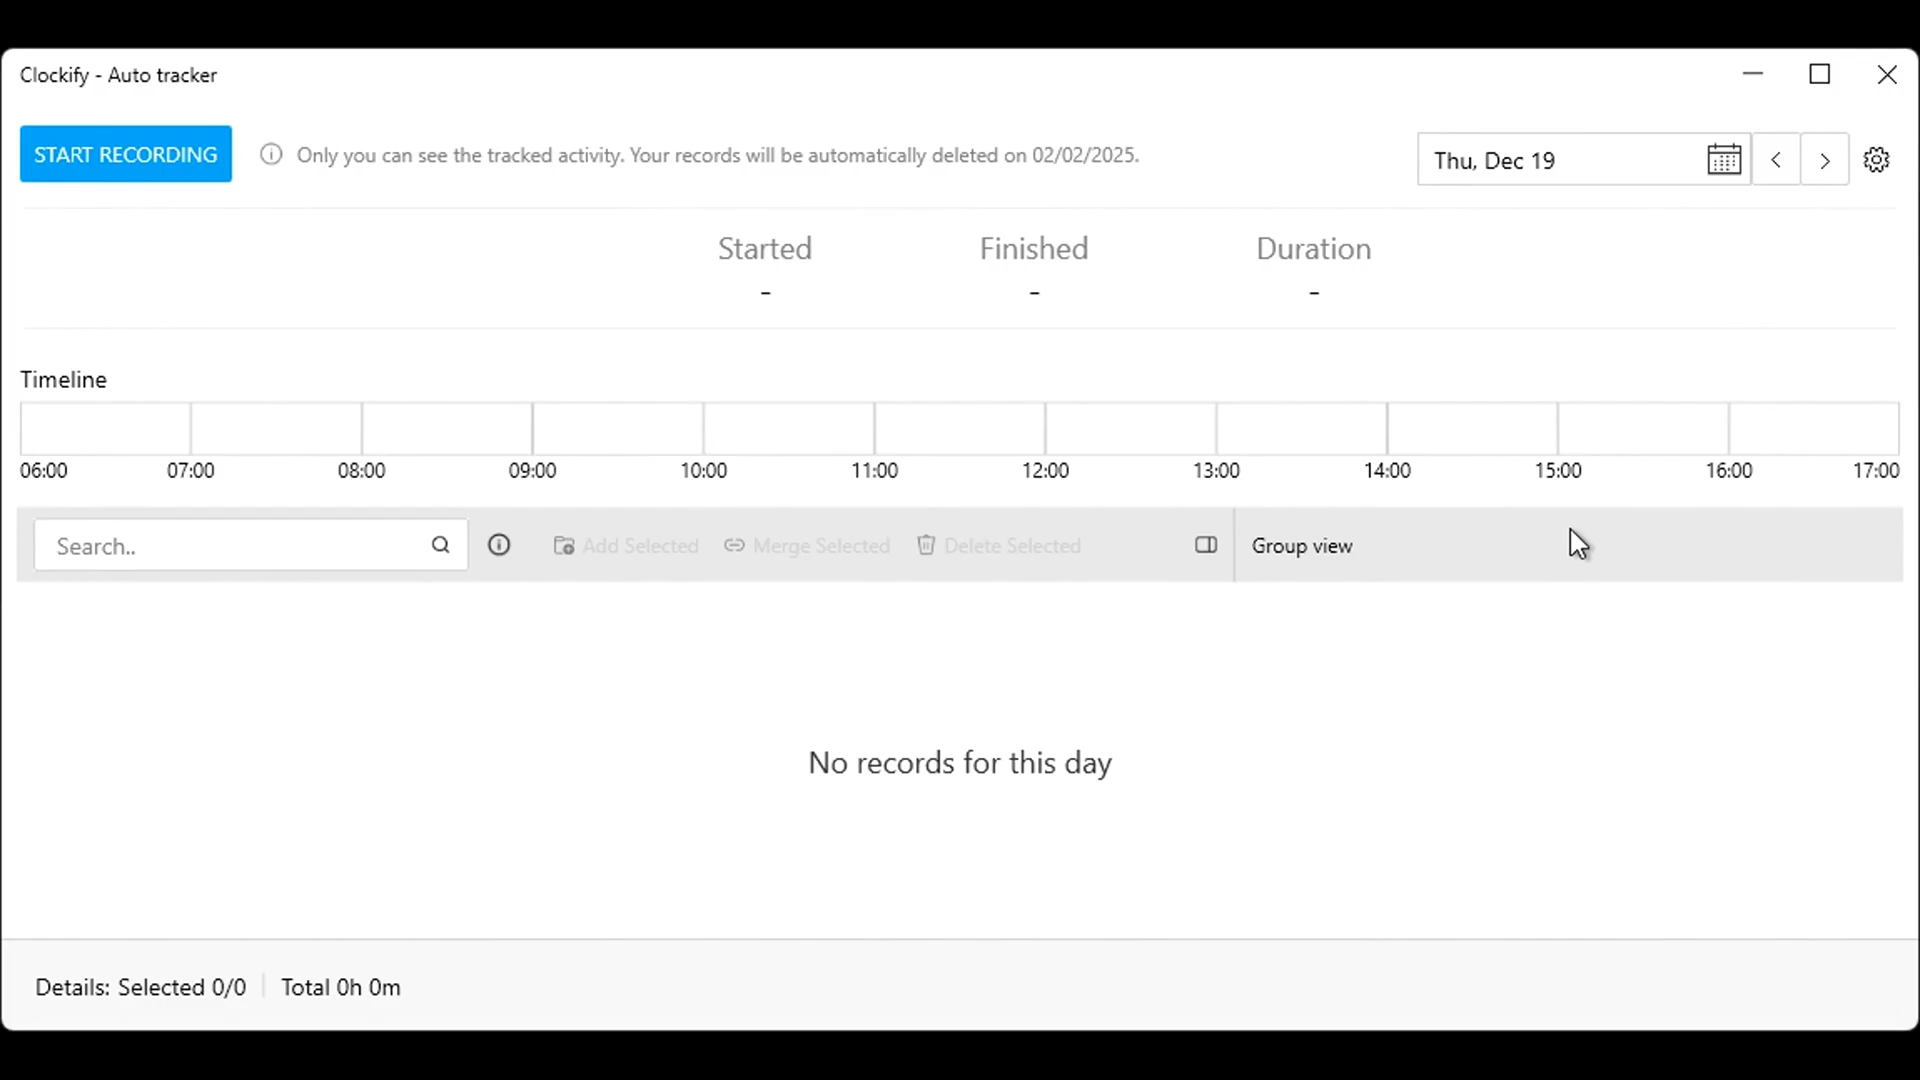 Clockify - Auto tracker
START RECORDING
Only you can see the tracked activity. Your records will be automatically deleted on 02/02/2025.
Thu, Dec 19
Started Finished Duration
- - -
Timeline
06:00 07:00 08:00 09:00 10:00 11:00 12:00 13:00 14:00 15:00 16:00 17:00
Search.. Add Selected Merge Selected Delete Selected Group view
No records for this day
Details: Selected 0/0 Total 0h 0m